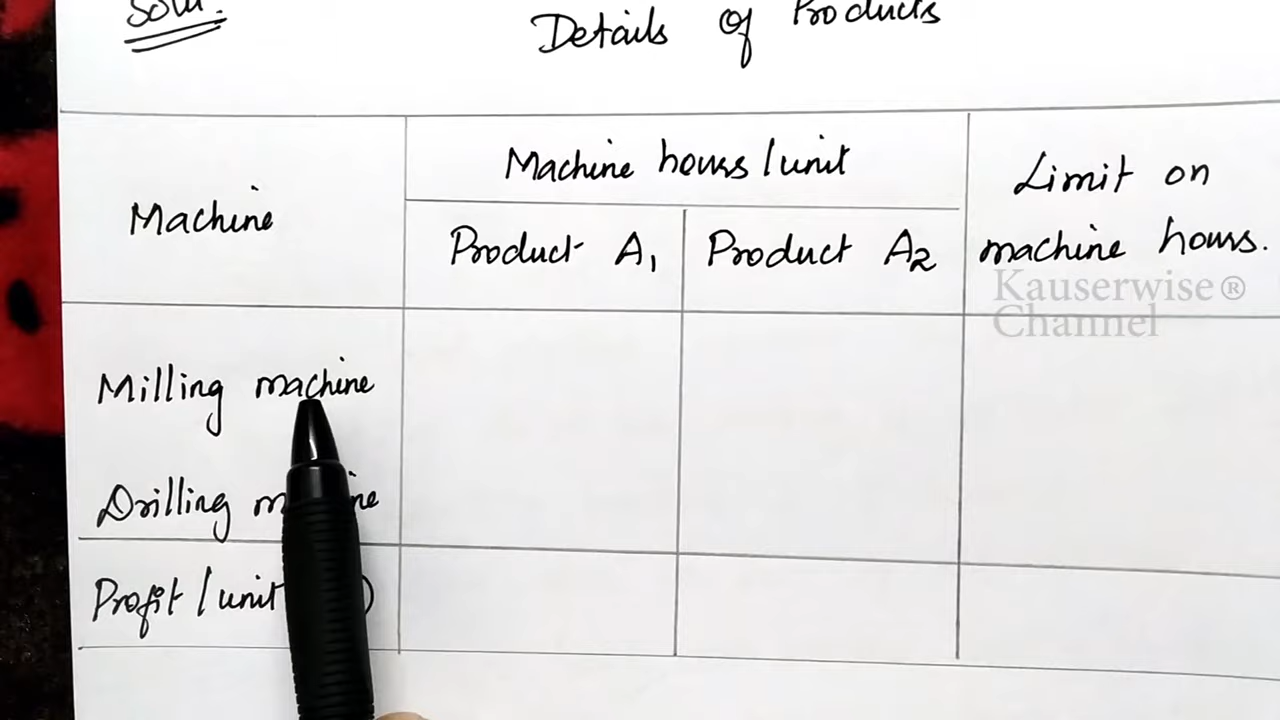 Soln.
Details of Products
Machine
Machine hours / unit
Limit on
machine hours.
Product A1
Product A2
Kauserwise®
Channel
Milling machine
Drilling
Profit / unit